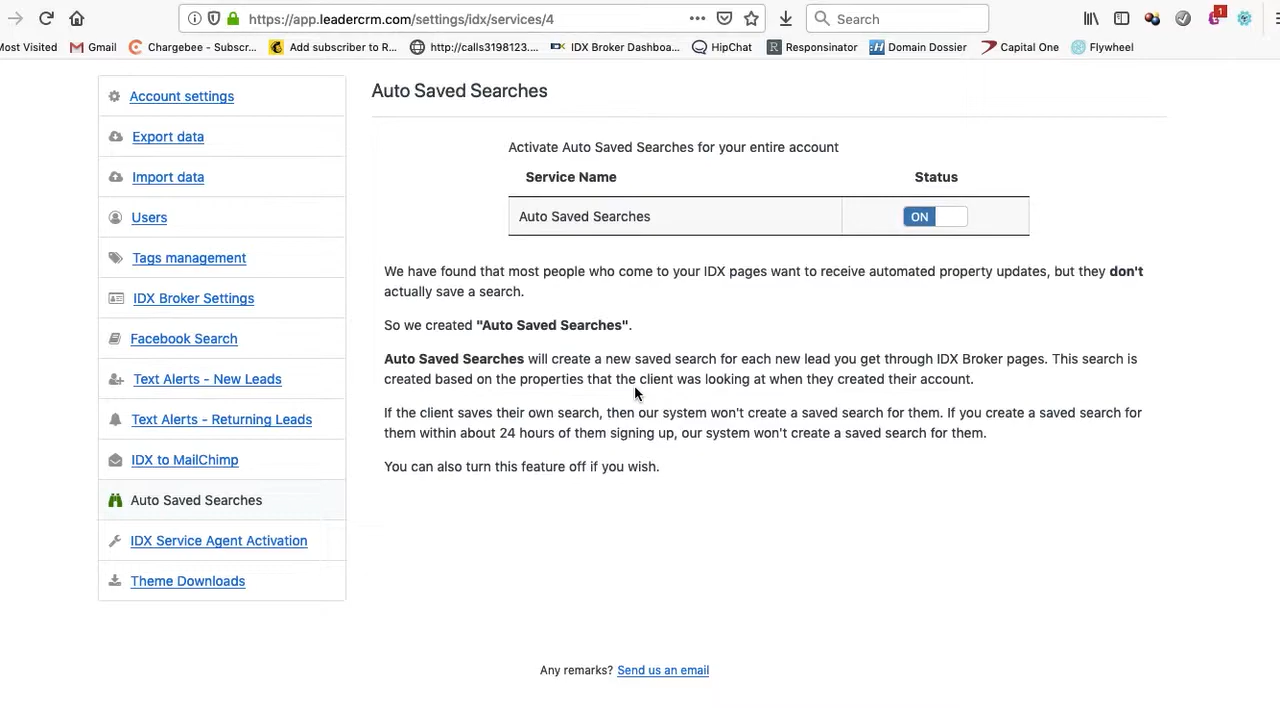 https://app.leadercrm.com/settings/idx/services/4
Search
1
Most Visited
Gmail
Chargebee - Subscr...
Add subscriber to R...
http://calls3198123....
IDX Broker Dashboa...
HipChat
Responsinator
Domain Dossier
Capital One
Flywheel
Account settings
Export data
Import data
Users
Tags management
IDX Broker Settings
Facebook Search
Text Alerts - New Leads
Text Alerts - Returning Leads
IDX to MailChimp
Auto Saved Searches
IDX Service Agent Activation
Theme Downloads
Auto Saved Searches
Activate Auto Saved Searches for your entire account
Service Name Status
Auto Saved Searches ON
We have found that most people who come to your IDX pages want to receive automated property updates, but they don't
actually save a search.
So we created "Auto Saved Searches".
Auto Saved Searches will create a new saved search for each new lead you get through IDX Broker pages. This search is
created based on the properties that the client was looking at when they created their account.
If the client saves their own search, then our system won't create a saved search for them. If you create a saved search for
them within about 24 hours of them signing up, our system won't create a saved search for them.
You can also turn this feature off if you wish.
Any remarks? Send us an email